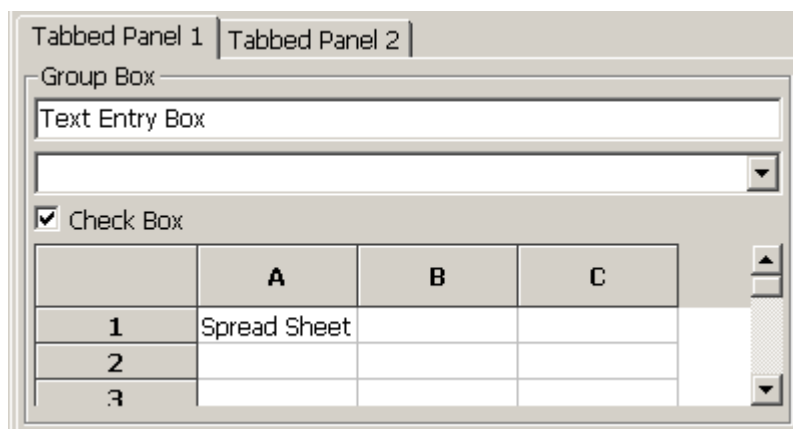 Tabbed Panel 1 Tabbed Panel 2
Group Box
Text Entry Box
Check Box
A B C
1 Spread Sheet
2
3